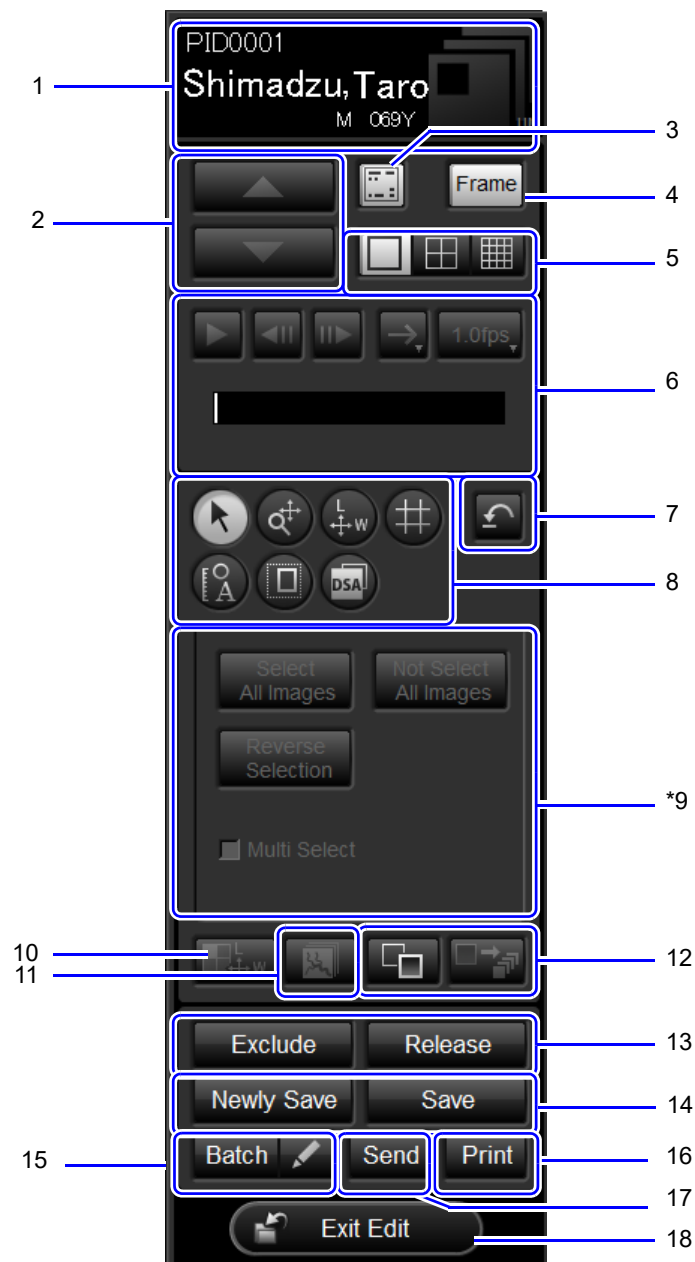 PID0001
Shimadzu, Taro
M 069Y
1
3
Frame
4
2
5
1.0fps
6
7
L
W
8
A
DSA
Select
All Images
Not Select
All Images
Reverse
Selection
*9
Multi Select
10
L
W
11
12
Exclude
Release
13
Newly Save
Save
14
15
Batch
Send
Print
16
17
Exit Edit
18